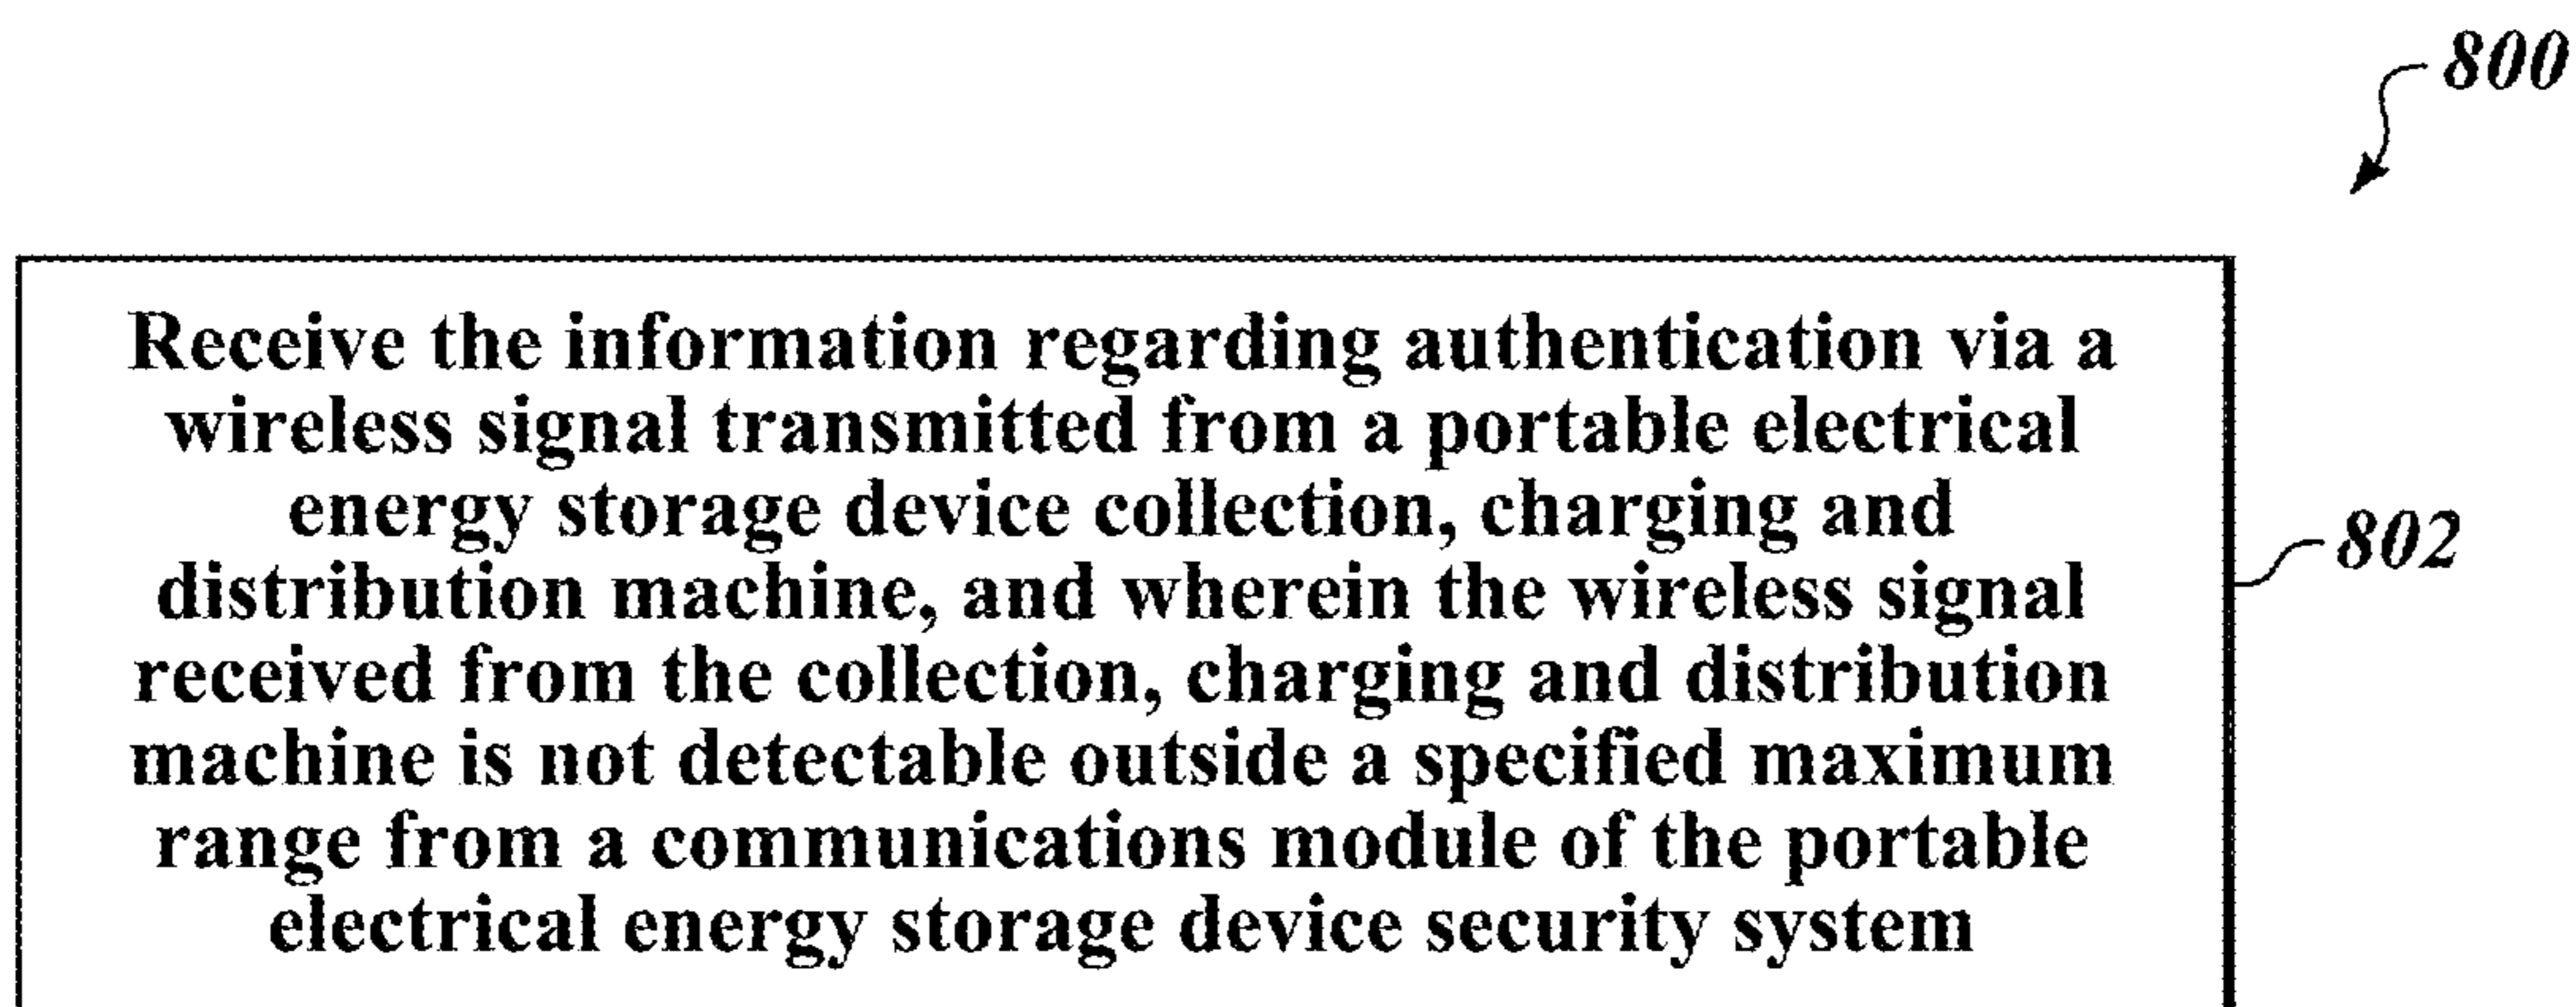 800
Receive the information regarding authentication via a
wireless signal transmitted from a portable electrical
energy storage device collection, charging and
distribution machine, and wherein the wireless signal
received from the collection, charging and distribution
machine is not detectable outside a specified maximum
range from a communications module of the portable
electrical energy storage device security system
802